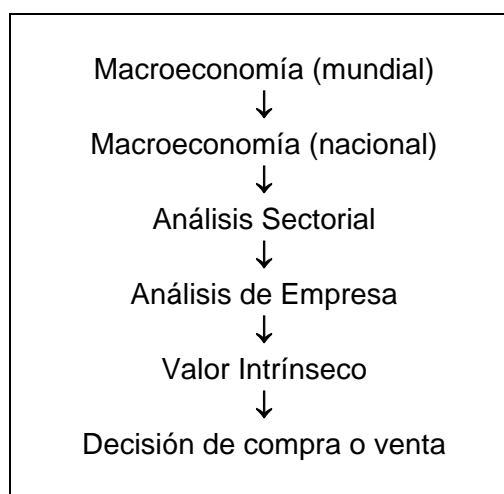 Macroeconomía (mundial)
↓
Macroeconomía (nacional)
↓
Análisis Sectorial
↓
Análisis de Empresa
↓
Valor Intrínseco
↓
Decisión de compra o venta